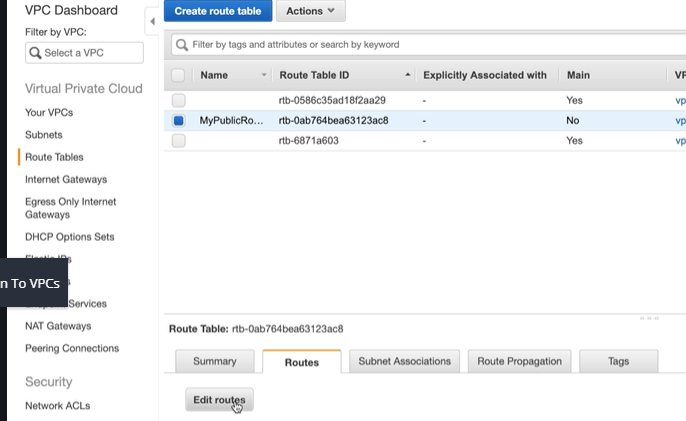 VPC Dashboard
Filter by VPC:
Select a VPC
Virtual Private Cloud
Your VPCs
Subnets
Route Tables
Internet Gateways
Egress Only Internet
Gateways
DHCP Options Sets
n To VPCs
Services
NAT Gateways
Peering Connections
Security
Network ACLs
Create route table Actions
Filter by tags and attributes or search by keyword
Name Route Table ID Explicitly Associated with Main VP
rtb-0586c35ad18f2aa29 - Yes vp
MyPublicRo... rtb-0ab764bea63123ac8 - No vp
rtb-6871a603 - Yes vp
Route Table: rtb-0ab764bea63123ac8
Summary Routes Subnet Associations Route Propagation Tags
Edit routes